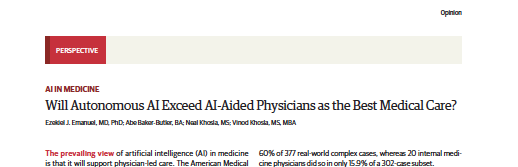 Opinion
PERSPECTIVE
AI IN MEDICINE
Will Autonomous AI Exceed AI-Aided Physicians as the Best Medical Care?
Ezekiel J. Emanuel, MD, PhD; Abe Baker-Butler, BA; Neal Khosla, MS; Vinod Khosla, MS, MBA
The prevailing view of artificial intelligence (AI) in medicine
is that it will support physician-led care. The American Medical
60% of 377 real-world complex cases, whereas 20 internal medi-
cine physicians did so in only 15.9% of a 302-case subset.